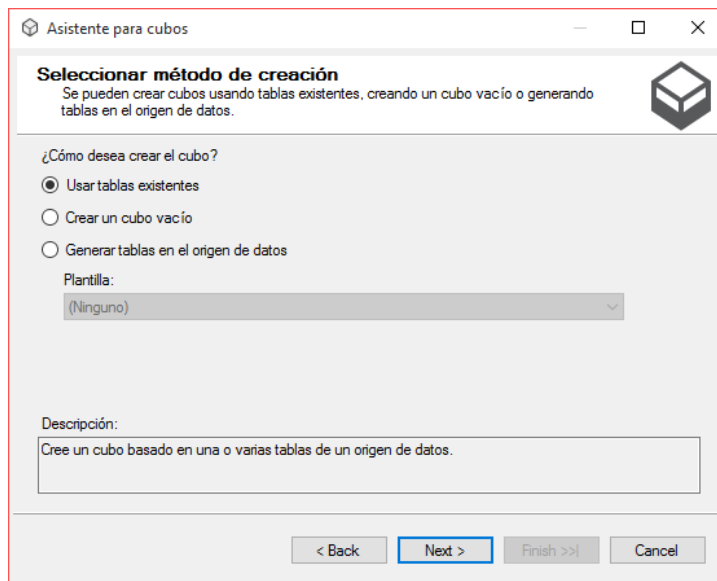 Asistente para cubos
Seleccionar método de creación
Se pueden crear cubos usando tablas existentes, creando un cubo vacío o generando
tablas en el origen de datos.
¿Cómo desea crear el cubo?
Usar tablas existentes
Crear un cubo vacío
Generar tablas en el origen de datos
Plantilla:
(Ninguno)
Descripción:
Cree un cubo basado en una o varias tablas de un origen de datos.
< Back
Next >
Finish >>|
Cancel